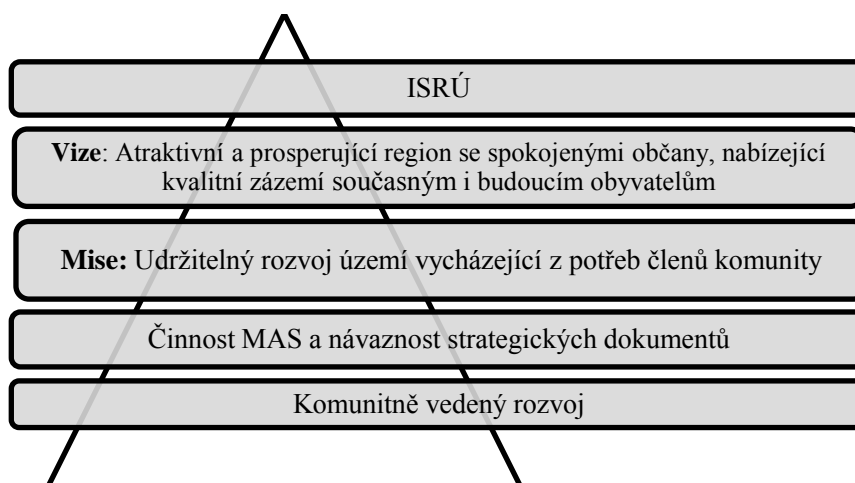 ISRÚ
Vize: Atraktivní a prosperující region se spokojenými občany, nabízející
kvalitní zázemí současným i budoucím obyvatelům
Mise: Udržitelný rozvoj území vycházející z potřeb členů komunity
Činnost MAS a návaznost strategických dokumentů
Komunitně vedený rozvoj